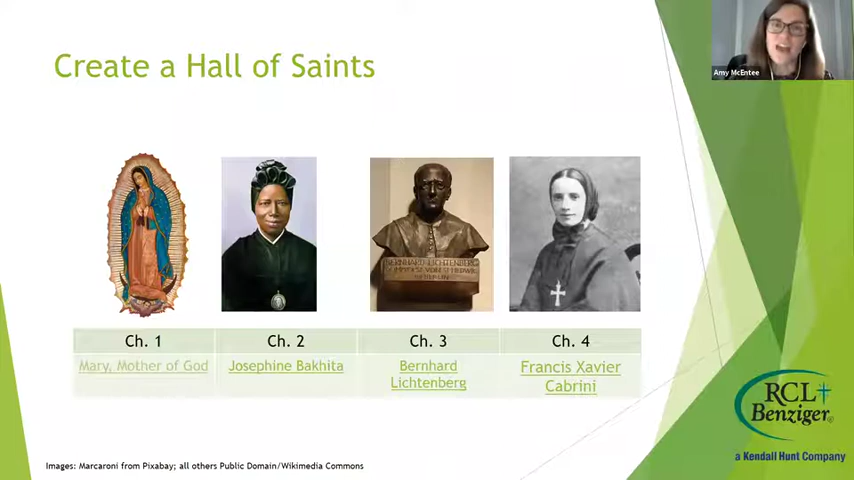 Create a Hall of Saints
Amy McEntee
BERNHARD LICHTENBERG
Ch. 1
Ch. 2
Ch. 3
Ch. 4
Mary, Mother of God
Josephine Bakhita
Bernhard
Lichtenberg
Francis Xavier
Cabrini
RCL
Benziger®
a Kendall Hunt Company
Images: Marcaroni from Pixabay; all others Public Domain/Wikimedia Commons